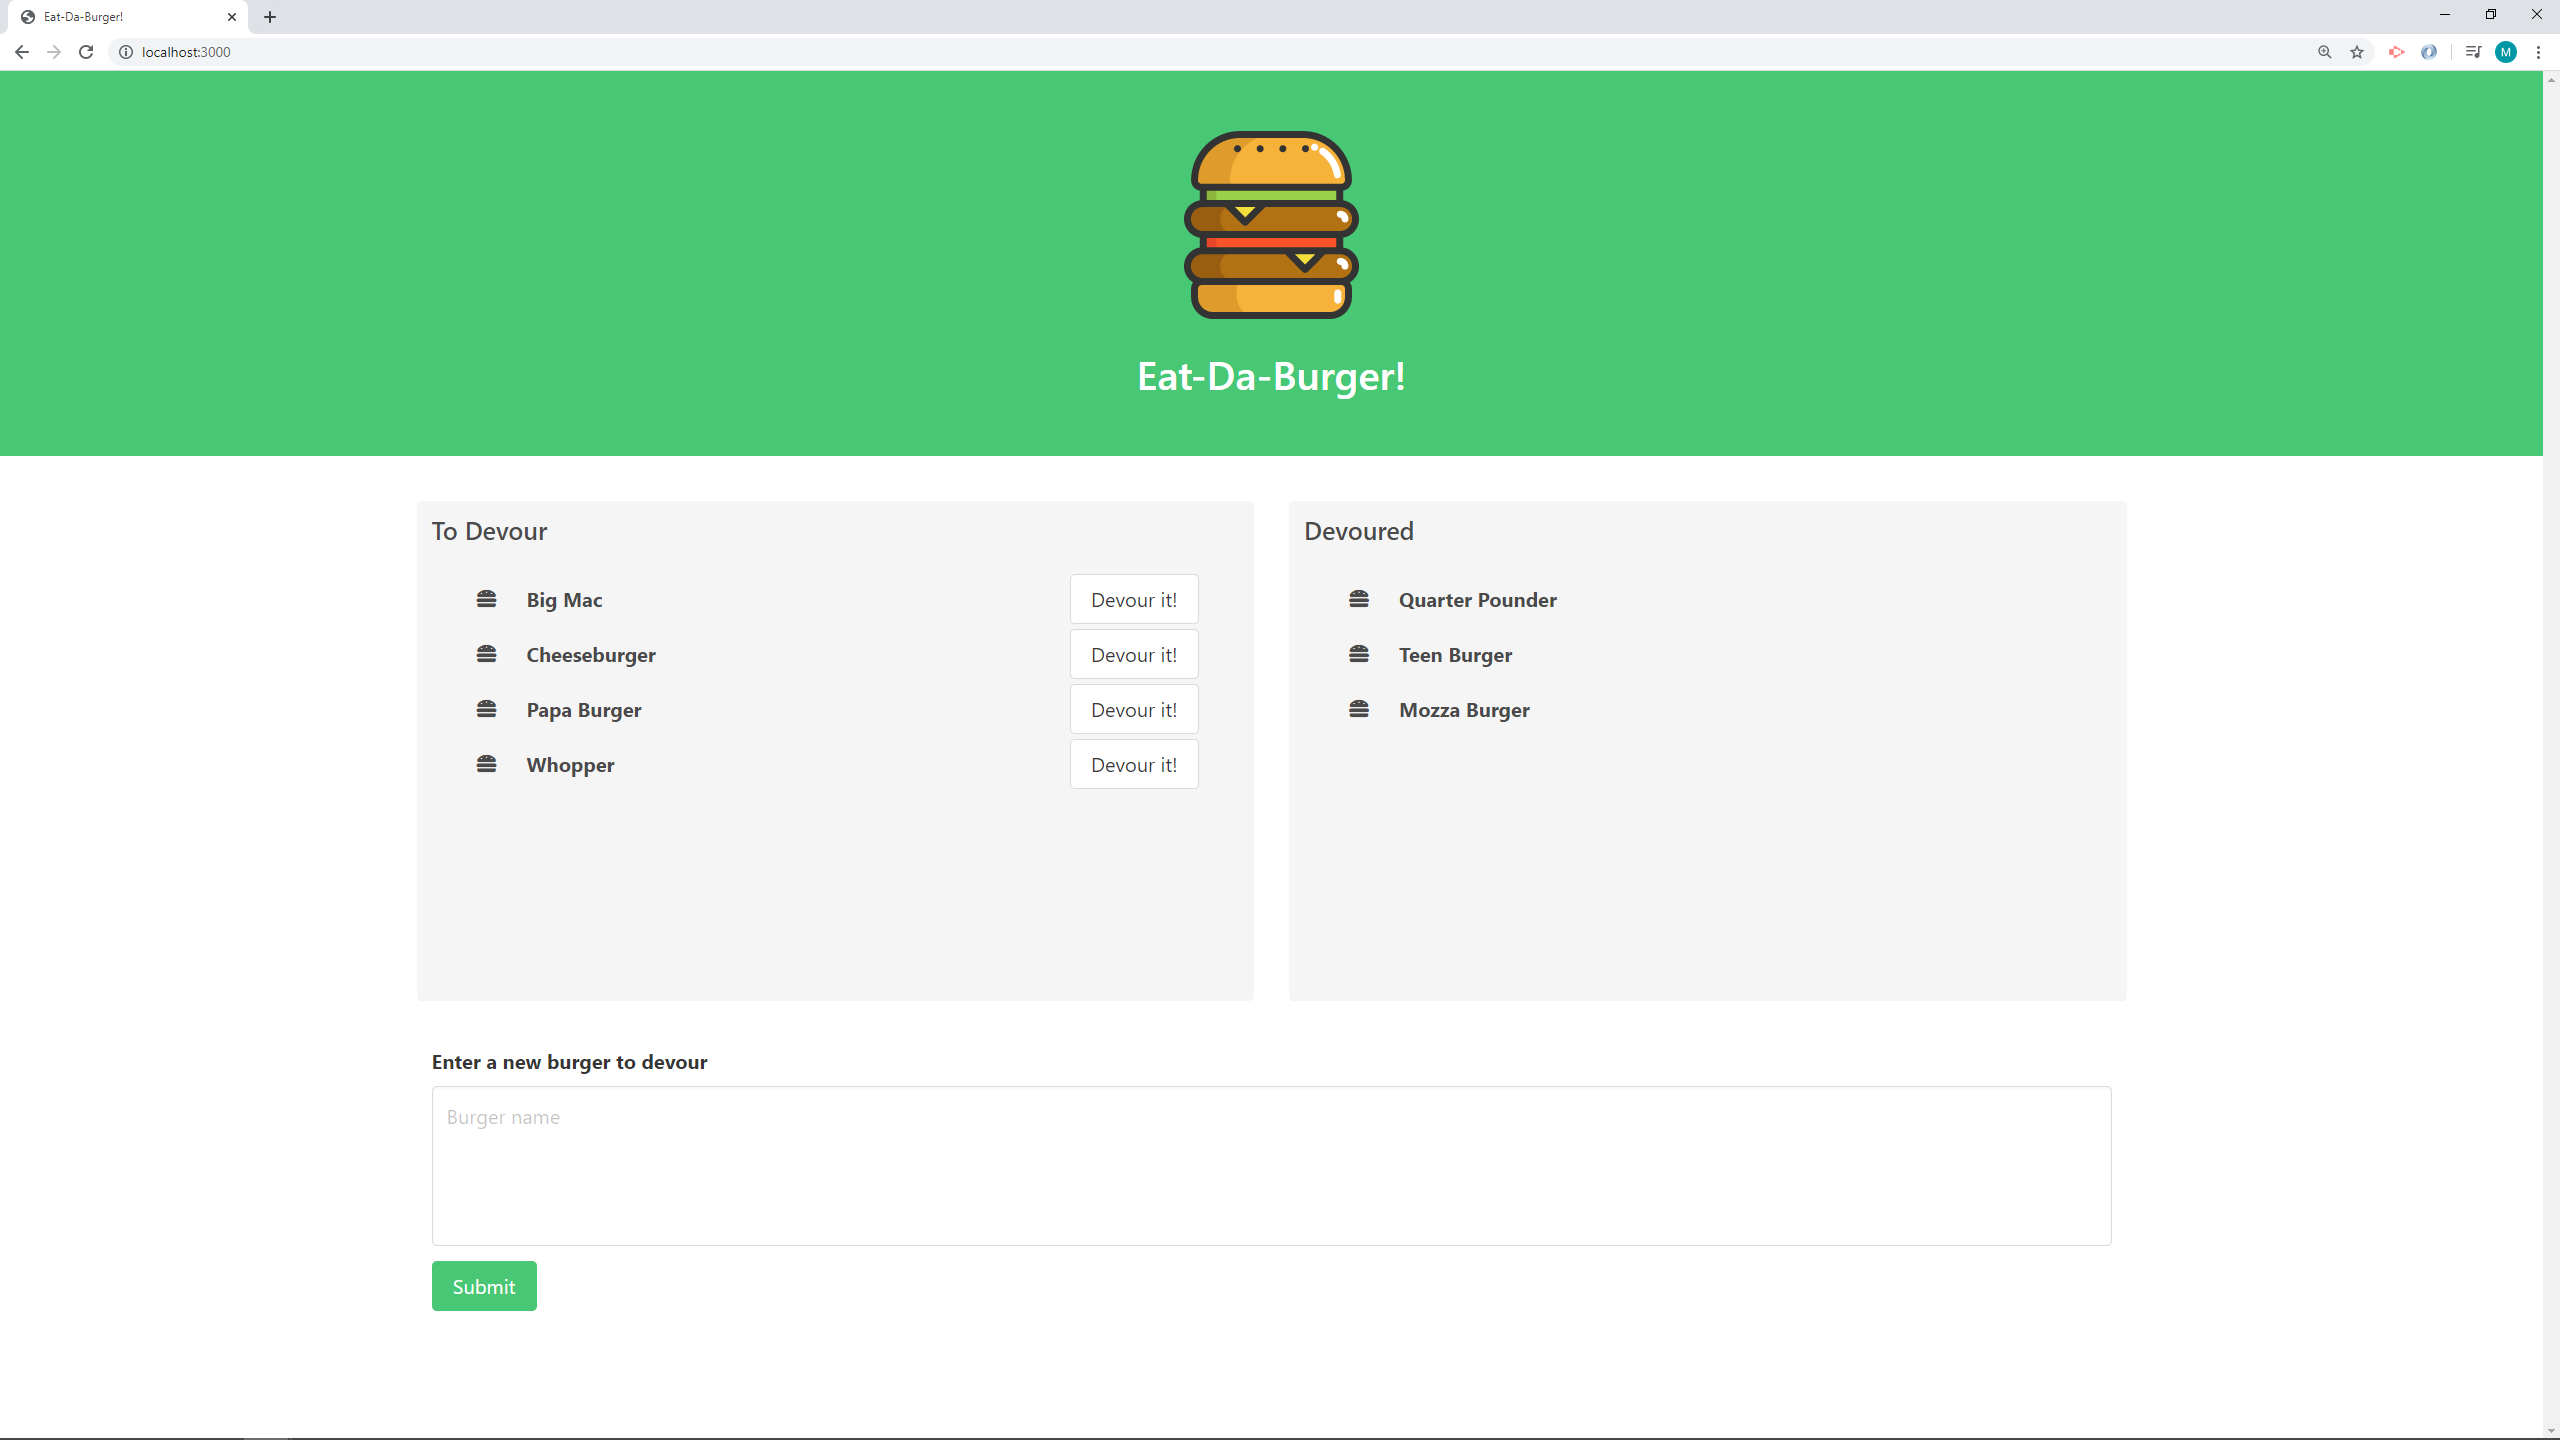 Eat-Da-Burger!
localhost:3000
M
Eat-Da-Burger!
To Devour
Big Mac Devour it!
Cheeseburger Devour it!
Papa Burger Devour it!
Whopper Devour it!
Devoured
Quarter Pounder
Teen Burger
Mozza Burger
Enter a new burger to devour
Burger name
Submit